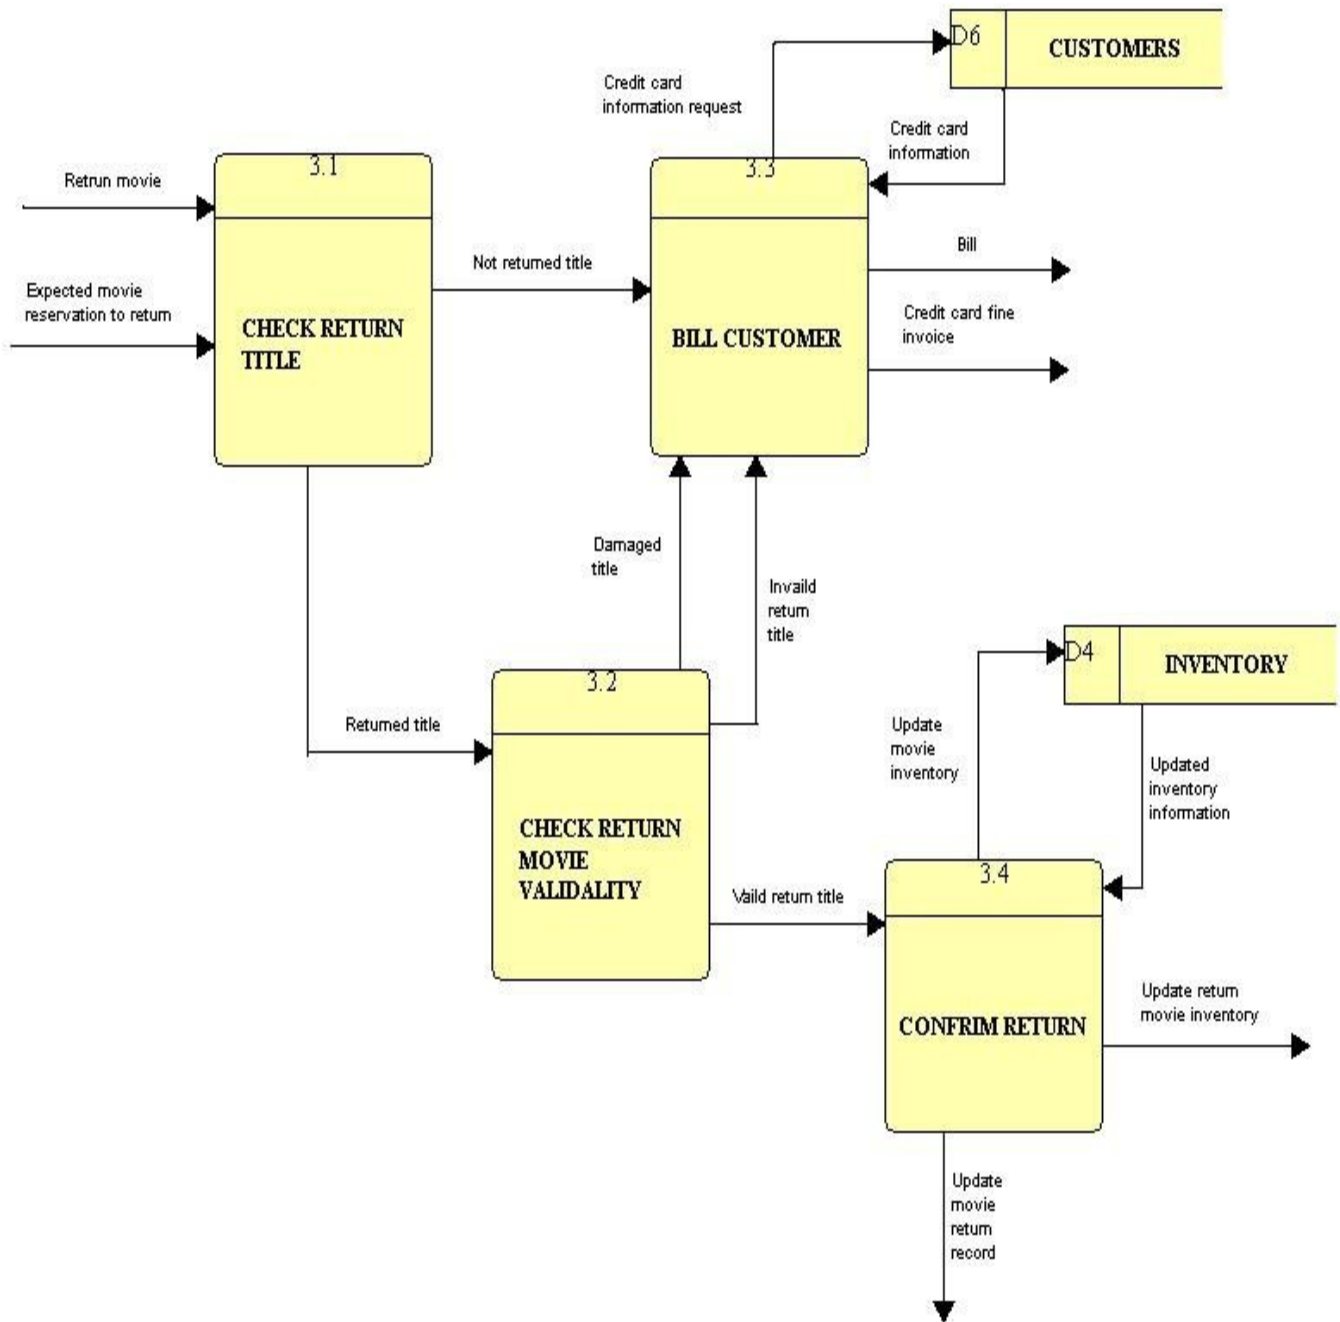 D6
CUSTOMERS
Credit card
information request
Credit card
information
3.1
3.3
Retrun movie
Bill
Not returned title
Expected movie
reservation to return
CHECK RETURN
TITLE
BILL CUSTOMER
Credit card fine
invoice
Damaged
title
Invaild
return
title
D4
INVENTORY
3.2
Returned title
Update
movie
inventory
Updated
inventory
information
CHECK RETURN
MOVIE
VALIDALITY
3.4
Vaild return title
CONFRIM RETURN
Update return
movie inventory
Update
movie
return
record